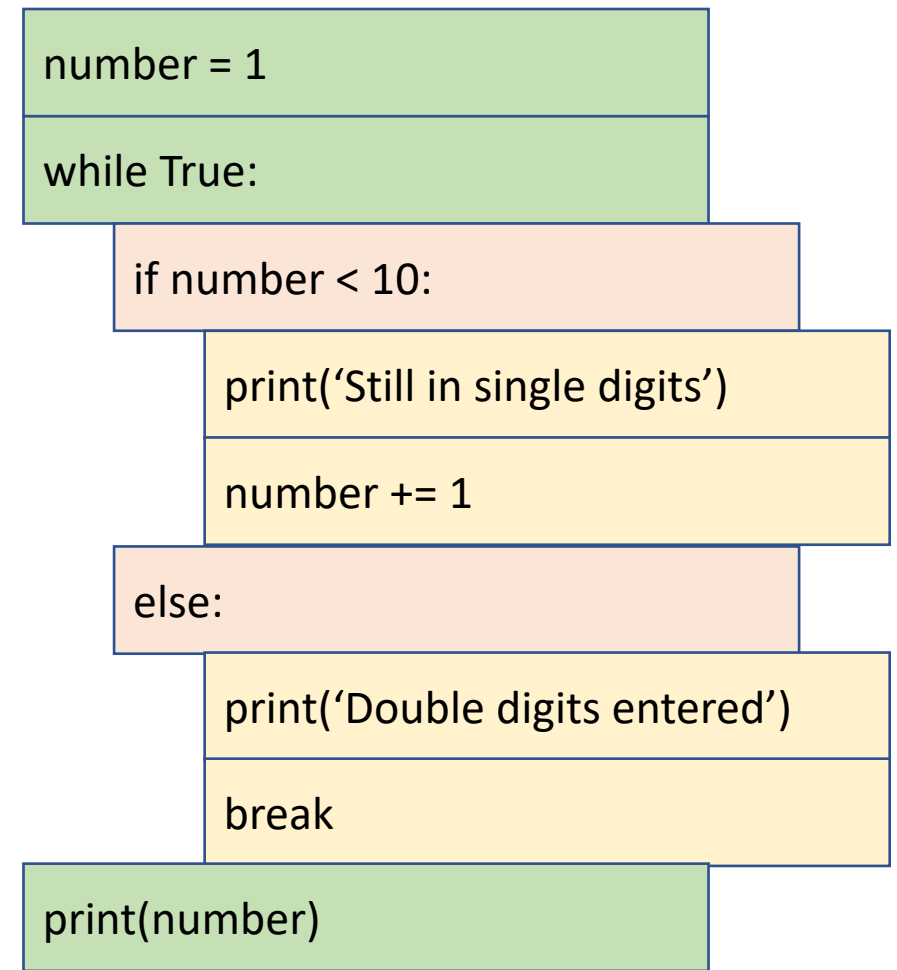 number = 1
while True:
if number < 10:
print(‘Still in single digits’)
number += 1
else:
print(‘Double digits entered’)
break
print(number)